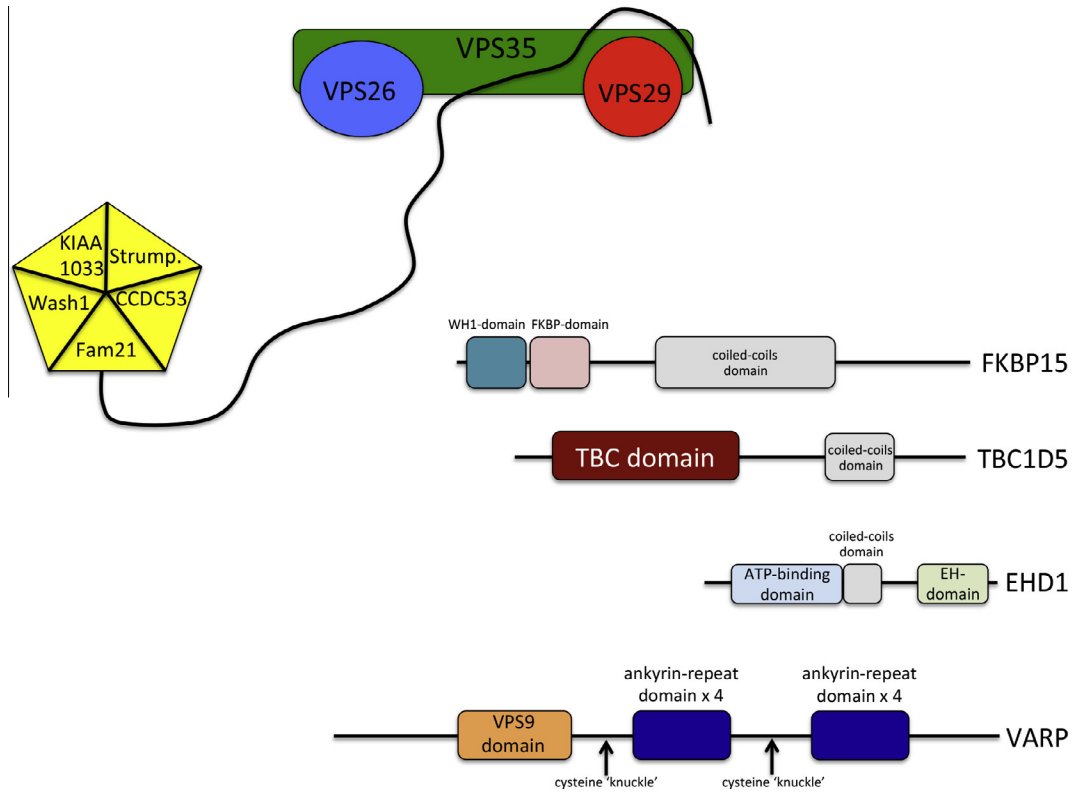 VPS35
VPS26
VPS29
KIAA
1033
Strump.
Wash1
CCDC53
Fam21
WH1-domain
FKBP-domain
coiled-coils
domain
FKBP15
TBC domain
coiled-coils
domain
TBC1D5
coiled-coils
domain
ATP-binding
domain
EH-
domain
EHD1
ankyrin-repeat
domain x 4
ankyrin-repeat
domain x 4
VPS9
domain
VARP
cysteine ‘knuckle’
cysteine ‘knuckle’